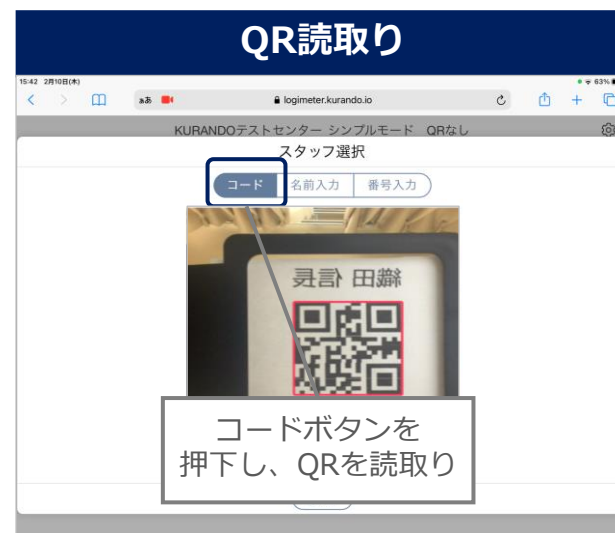 QR読取り
15:42 2月10日(木)
63%
ぁあ
logimeter.kurando.io
KURANDOテストセンター シンプルモード QRなし
スタッフ選択
コード 名前入力 番号入力
織田 信長
コードボタンを
押下し、QRを読取り